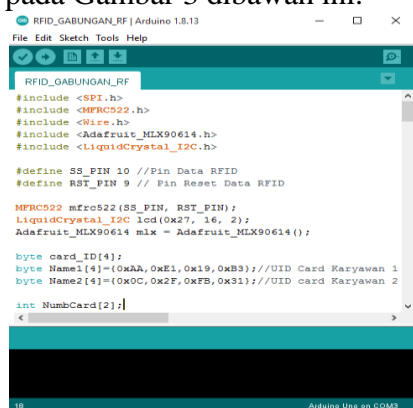 pada Gambar 3 dibawah ini:
RFID_GABUNGAN_RF | Arduino 1.8.13
File Edit Sketch Tools Help
RFID_GABUNGAN_RF
#include <SPI.h>
#include <MFRC522.h>
#include <Wire.h>
#include <Adafruit_MLX90614.h>
#include <LiquidCrystal_I2C.h>
#define SS_PIN 10 //Pin Data RFID
#define RST_PIN 9 // Pin Reset Data RFID
MFRC522 mfrc522(SS_PIN, RST_PIN);
LiquidCrystal_I2C lcd(0x27, 16, 2);
Adafruit_MLX90614 mlx = Adafruit_MLX90614();
byte card_ID[4];
byte Name1[4]={0xAA,0xE1,0x19,0xB3};//UID Card Karyawan 1
byte Name2[4]={0x0C,0x2F,0xFB,0x31};//UID Card Karyawan 2
int NumbCard[2];
18 Arduino Uno on COM3